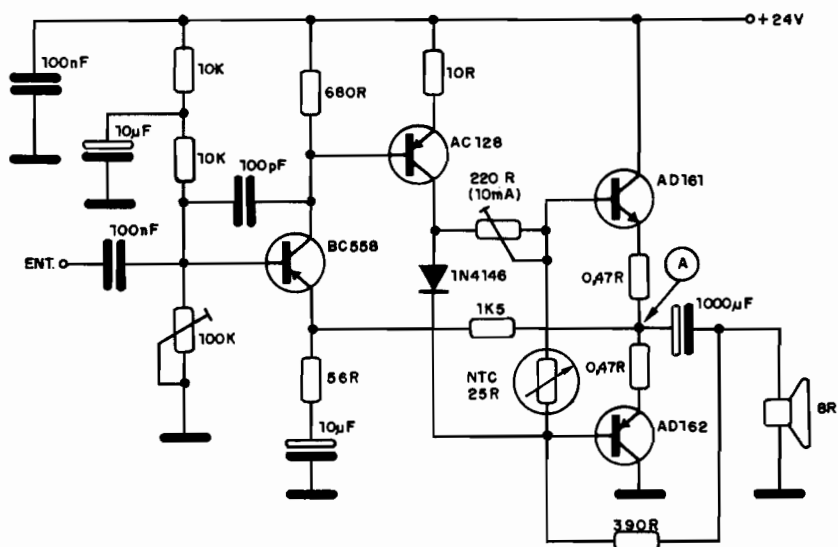 +24V
100nF
10K
680R
10R
10µF
10K
100pF
AC128
220R
(10mA)
AD161
100nF
ENT.
BC558
1N4146
0,47R
A
1000µF
1K5
100K
56R
NTC
25R
0,47R
8R
10µF
AD162
390R